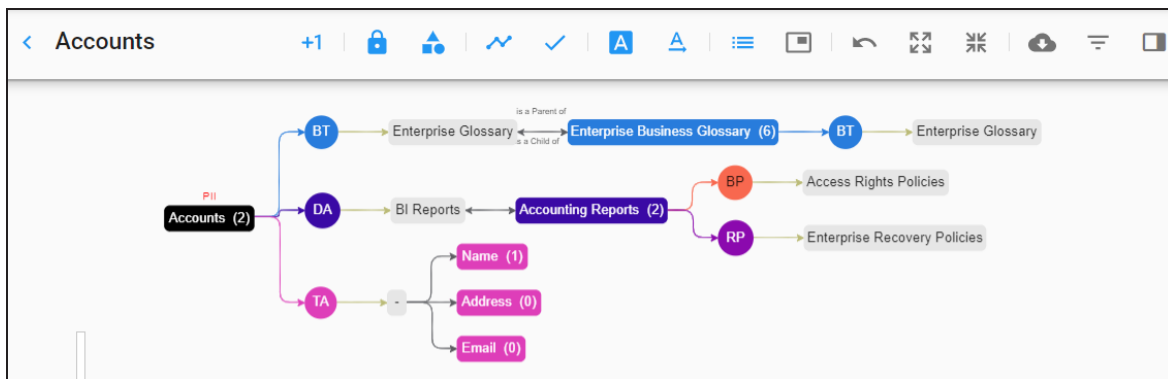 Accounts
+1
A
A
is a Parent of
BT
Enterprise Glossary
Enterprise Business Glossary (6)
BT
Enterprise Glossary
is a Child of
BP
Access Rights Policies
PII
Accounts (2)
DA
BI Reports
Accounting Reports (2)
RP
Enterprise Recovery Policies
Name (1)
TA
-
Address (0)
Email (0)